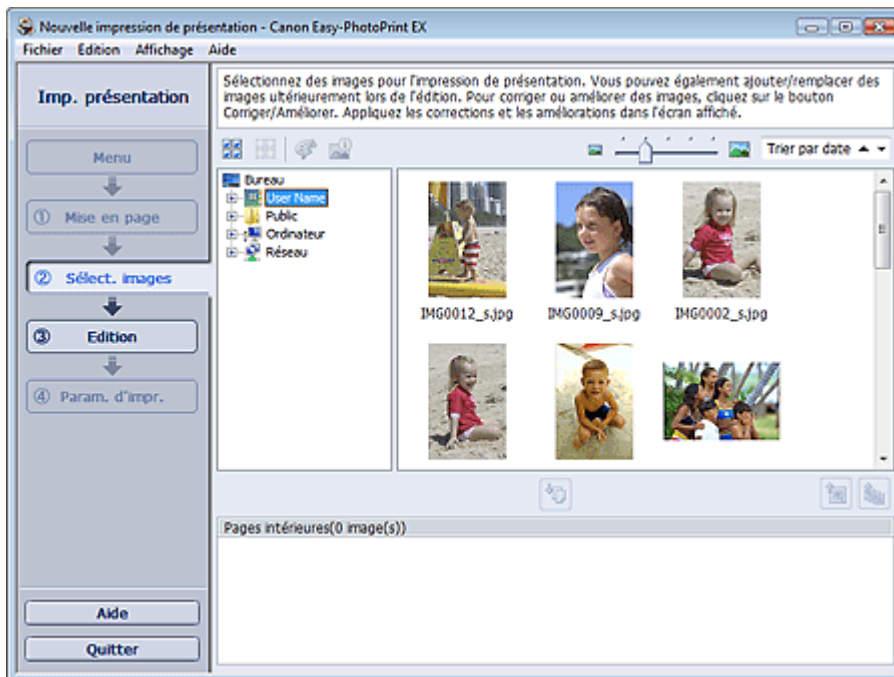 Nouvelle impression de présentation - Canon Easy-PhotoPrint EX
Fichier Edition Affichage Aide
Imp. présentation
Sélectionnez des images pour l'impression de présentation. Vous pouvez également ajouter/remplacer des
images ultérieurement lors de l'édition. Pour corriger ou améliorer des images, cliquez sur le bouton
Corriger/Améliorer. Appliquez les corrections et les améliorations dans l'écran affiché.
Menu
① Mise en page
② Sélect. images
③ Edition
④ Param. d'impr.
Trier par date
Bureau
User Name
Public
Ordinateur
Réseau
IMG0012_s.jpg IMG0009_s.jpg IMG0002_s.jpg
Pages intérieures(0 image(s))
Aide
Quitter